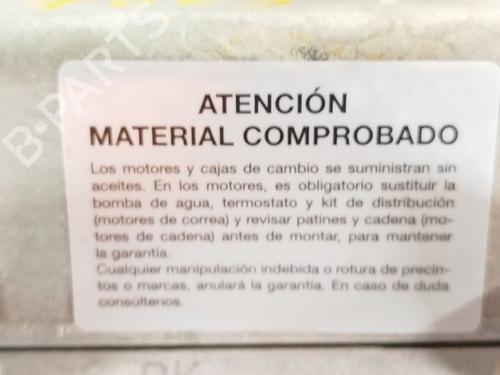 B-PARTS
ATENCIÓN
MATERIAL COMPROBADO
Los motores y cajas de cambio se suministran sin
aceites. En los motores, es obligatorio sustituir la
bomba de agua, termostato y kit de distribución
(motores de correa) y revisar patines y cadena (mo-
tores de cadena) antes de montar, para mantener
la garantía.
Cualquier manipulación indebida o rotura de precin-
tos o marcas, anulará la garantía. En caso de duda
consúltenos.